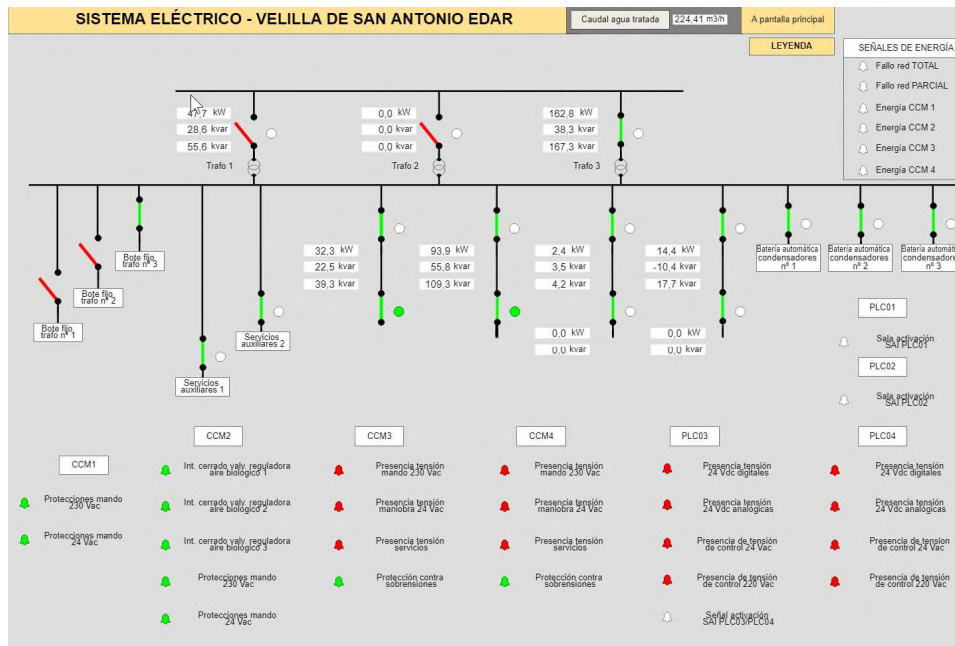 SISTEMA ELÉCTRICO - VELILLA DE SAN ANTONIO EDAR
Caudal agua tratada
224,41 m3/h
A pantalla principal
LEYENDA
SEÑALES DE ENERGÍA
Fallo red TOTAL
Fallo red PARCIAL
Energía CCM 1
Energía CCM 2
Energía CCM 3
Energía CCM 4
47,7 kW
28,6 kvar
55,6 kvar
Trafo 1
0,0 kW
0,0 kvar
0,0 kvar
Trafo 2
162,8 kW
38,3 kvar
167,3 kvar
Trafo 3
Bote fijo
trafo nº 1
Bote fijo
trafo nº 2
Bote fijo
trafo nº 3
Servicios
auxiliares 1
Servicios
auxiliares 2
32,3 kW
22,5 kvar
39,3 kvar
93,9 kW
55,8 kvar
109,3 kvar
2,4 kW
3,5 kvar
4,2 kvar
0,0 kW
0,0 kvar
14,4 kW
-10,4 kvar
17,7 kvar
0,0 kW
0,0 kvar
Batería automática
condensadores
nº 1
Batería automática
condensadores
nº 2
Batería automática
condensadores
nº 3
PLC01
Sala activación
SAI PLC01
PLC02
Sala activación
SAI PLC02
CCM1
Protecciones mando
230 Vac
Protecciones mando
24 Vac
CCM2
Int. cerrado valv. reguladora
aire biológico 1
Int. cerrado valv. reguladora
aire biológico 2
Int. cerrado valv. reguladora
aire biológico 3
Protecciones mando
230 Vac
Protecciones mando
24 Vac
CCM3
Presencia tensión
mando 230 Vac
Presencia tensión
maniobra 24 Vac
Presencia tensión
servicios
Protección contra
sobrensiones
CCM4
Presencia tensión
mando 230 Vac
Presencia tensión
maniobra 24 Vac
Presencia tensión
servicios
Protección contra
sobrensiones
PLC03
Presencia tensión
24 Vdc digitales
Presencia tensión
24 Vdc analógicas
Presencia de tensión
de control 24 Vac
Presencia de tensión
de control 220 Vac
Señal activación
SAI PLC03/PLC04
PLC04
Presencia tensión
24 Vdc digitales
Presencia tensión
24 Vdc analógicas
Presencia de tension
de control 24 Vac
Presencia de tensión
de control 220 Vac